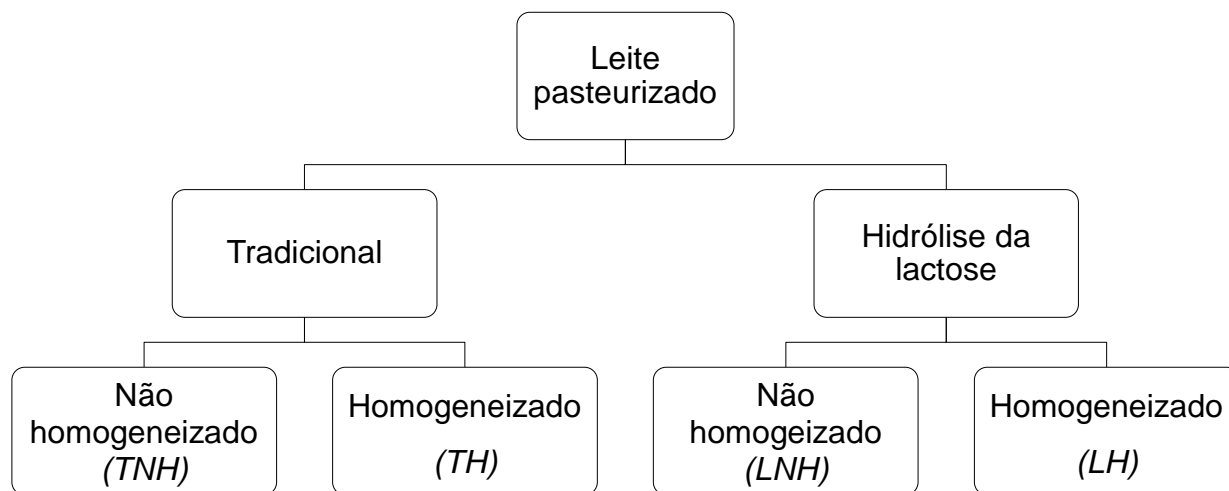 Leite
pasteurizado
Tradicional
Hidrólise da
lactose
Não
homogeneizado
(TNH)
Homogeneizado
(TH)
Não
homogeizado
(LNH)
Homogeneizado
(LH)